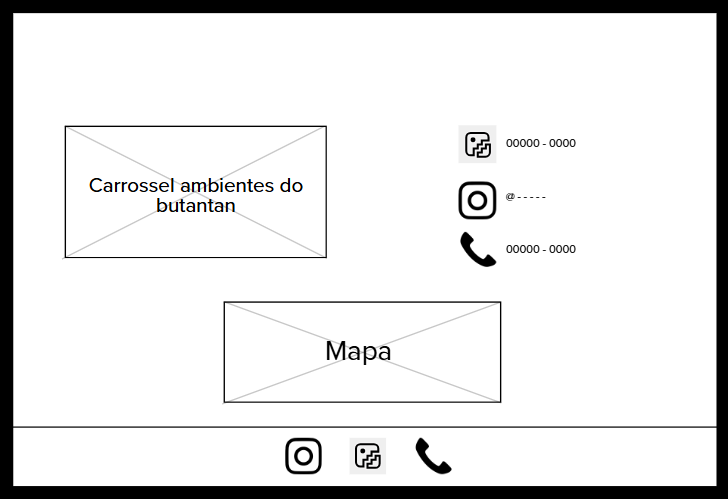 Carrossel ambientes do
butantan
00000 - 0000
@ - - - - -
00000 - 0000
Mapa